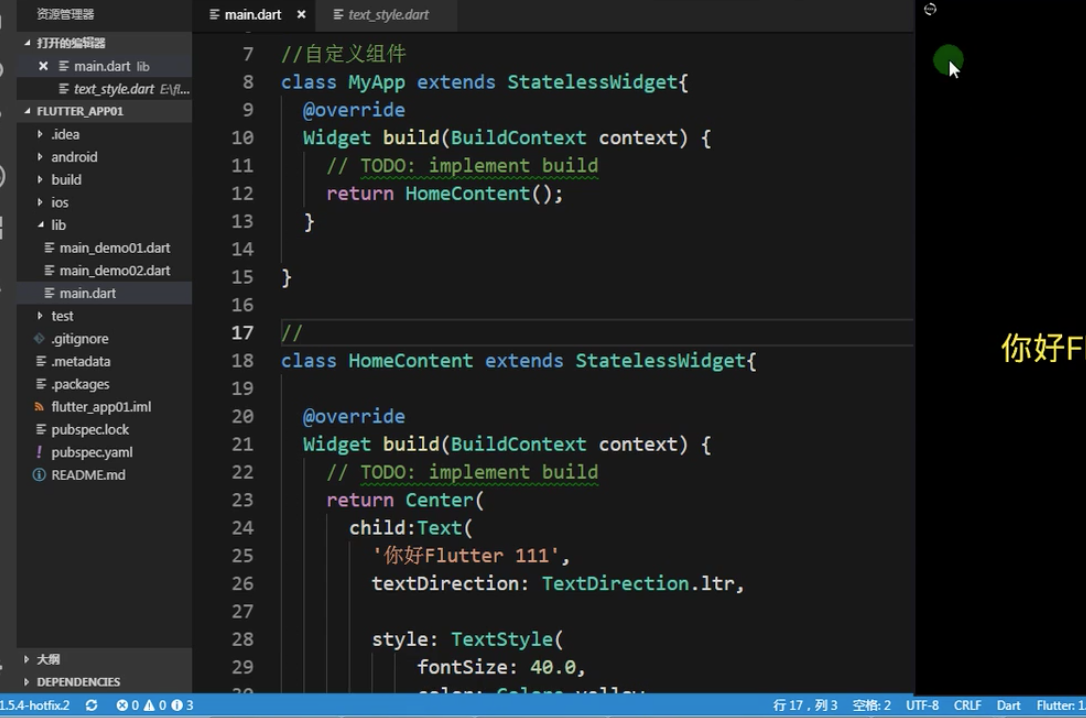 资源管理器
打开的编辑器
main.dart lib
text_style.dart E:\fl...
FLUTTER_APP01
.idea
android
build
ios
lib
main_demo01.dart
main_demo02.dart
main.dart
test
.gitignore
.metadata
.packages
flutter_app01.iml
pubspec.lock
pubspec.yaml
README.md
大纲
DEPENDENCIES
main.dart
text_style.dart
7 //自定义组件
8 class MyApp extends StatelessWidget{
9 @override
10 Widget build(BuildContext context) {
11 // TODO: implement build
12 return HomeContent();
13 }
14
15 }
16
17 //
18 class HomeContent extends StatelessWidget{
19
20 @override
21 Widget build(BuildContext context) {
22 // TODO: implement build
23 return Center(
24 child:Text(
25 '你好Flutter 111',
26 textDirection: TextDirection.ltr,
27
28 style: TextStyle(
29 fontSize: 40.0,
你好Fl
1.5.4-hotfix.2 0 0 3 行 17，列 3 空格: 2 UTF-8 CRLF Dart Flutter: 1.